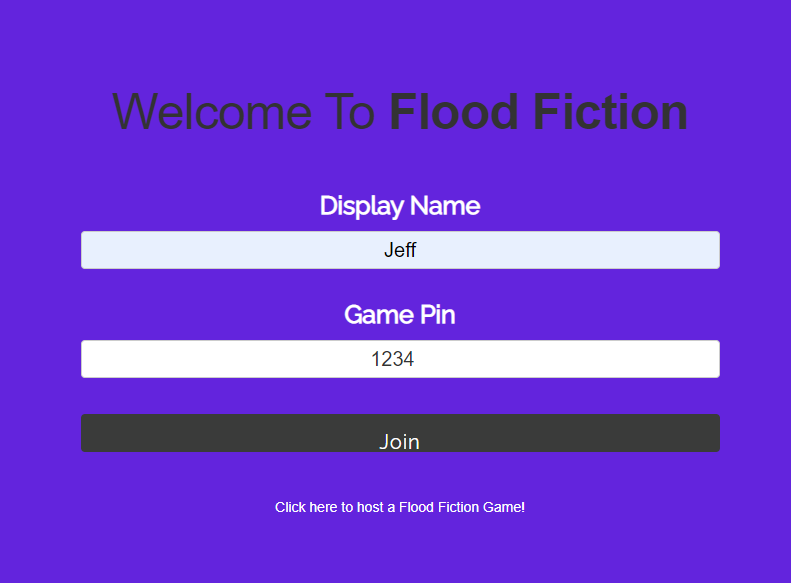 Welcome To Flood Fiction
Display Name
Jeff
Game Pin
1234
Join
Click here to host a Flood Fiction Game!